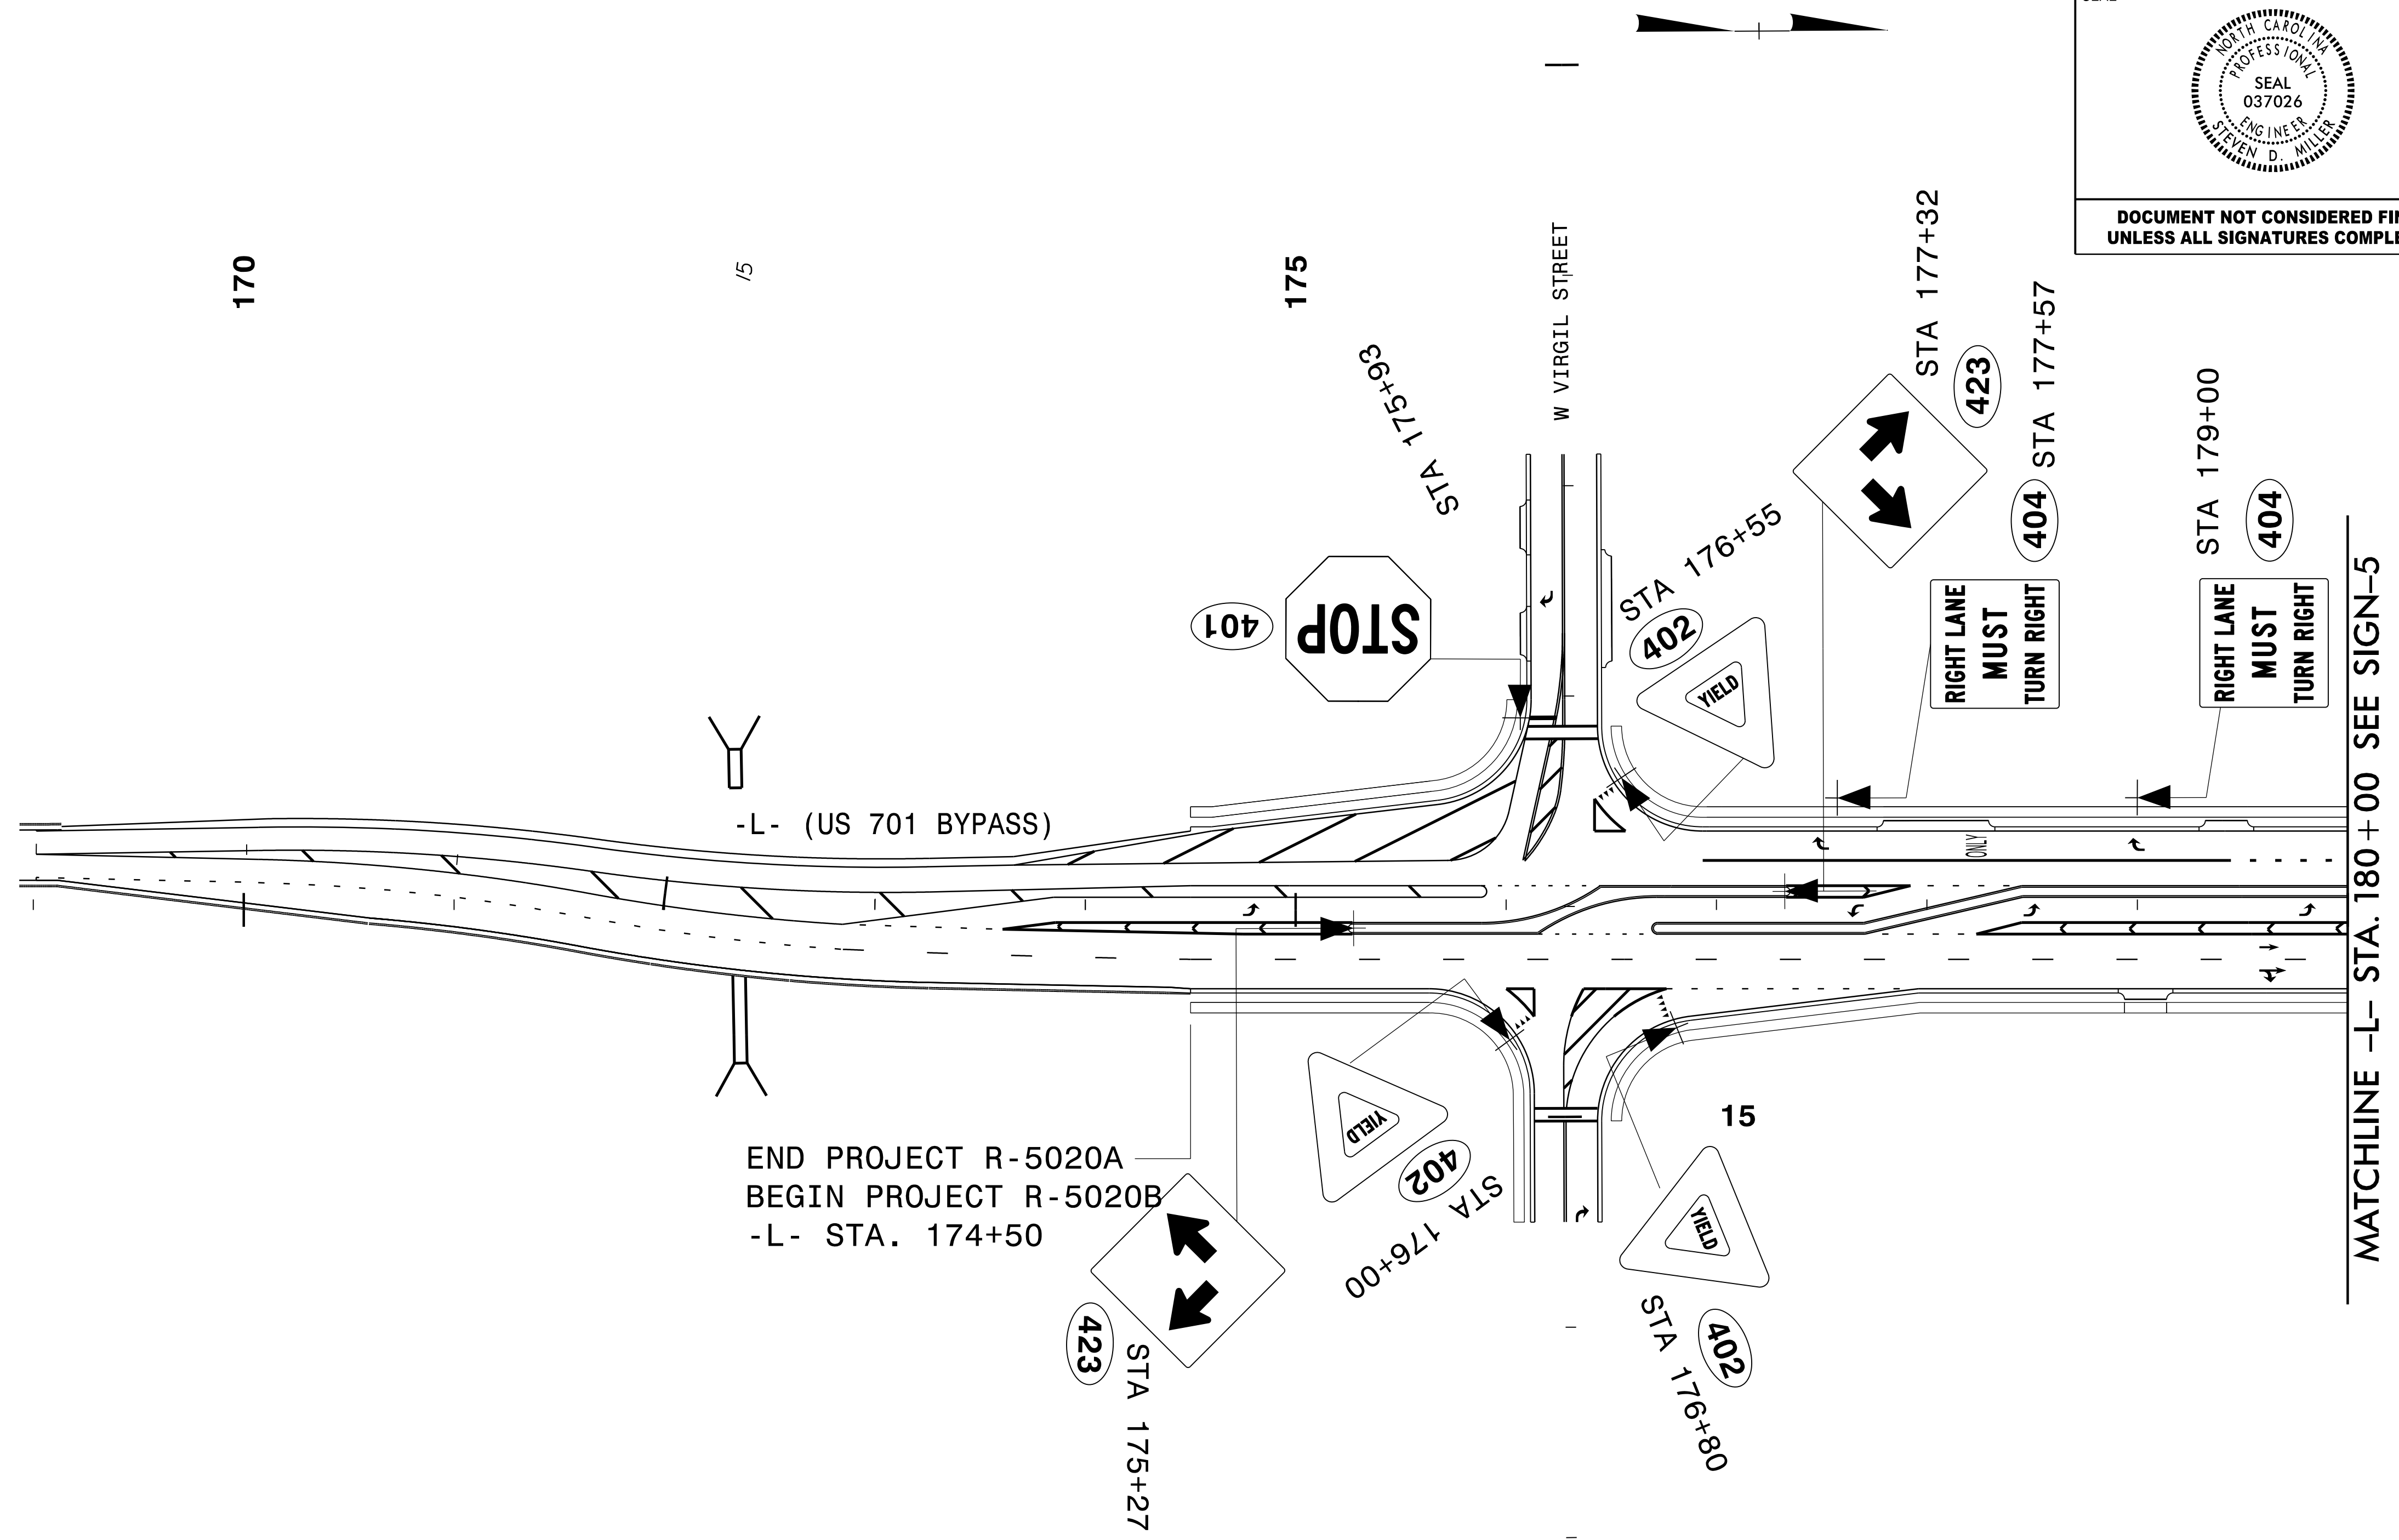 NORTH CAROLINA
PROFESSIONAL
SEAL
037026
ENGINEER
STEVEN D. MILLER
DOCUMENT NOT CONSIDERED
UNLESS ALL SIGNATURES
170
15
175
W VIRGIL STREET
STA 175+93
401
STOP
STA 176+55
402
YIELD
STA 177+32
423
STA 177+57
404
RIGHT LANE
MUST
TURN RIGHT
STA 179+00
404
RIGHT LANE
MUST
TURN RIGHT
-L- (US 701 BYPASS)
ONLY
MATCHLINE -L- STA. 180+00 SEE SIGN-5
END PROJECT R-5020A
BEGIN PROJECT R-5020B
-L- STA. 174+50
423
STA 175+27
YIELD
402
STA 176+00
15
YIELD
402
STA 176+80